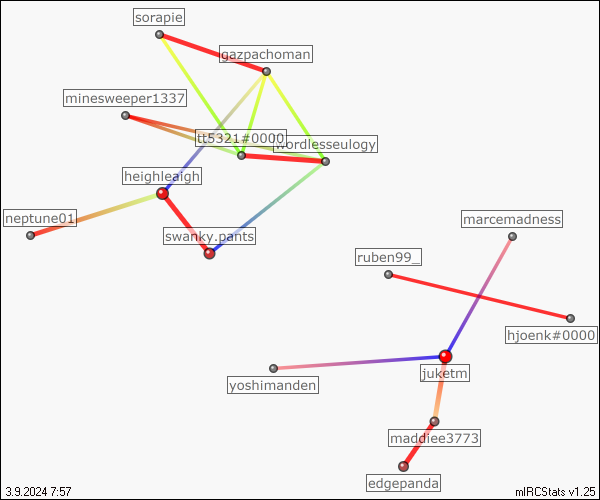 sorapie
gazpachoman
minesweeper1337
tt5321#0000
wordlesseulogy
heighleaigh
neptune01
swanky.pants
marcemadness
ruben99_
hjoenk#0000
juketm
yoshimanden
maddiee3773
edgepanda
3.9.2024 7:57
mIRCStats v1.25